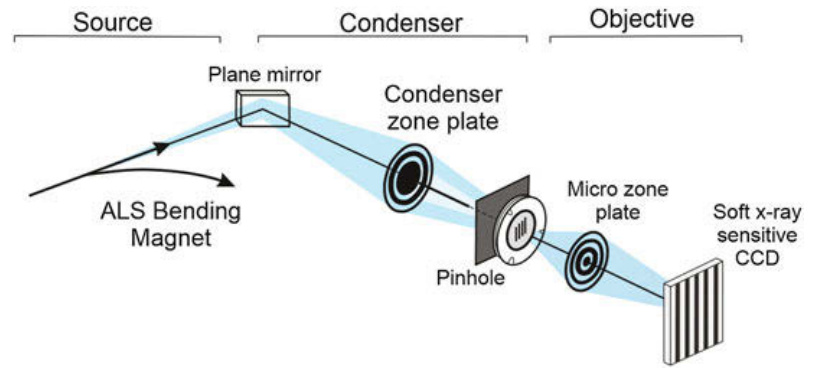 Source
Condenser
Objective
Plane mirror
Condenser
zone plate
ALS Bending
Magnet
Pinhole
Micro zone
plate
Soft x-ray
sensitive
CCD